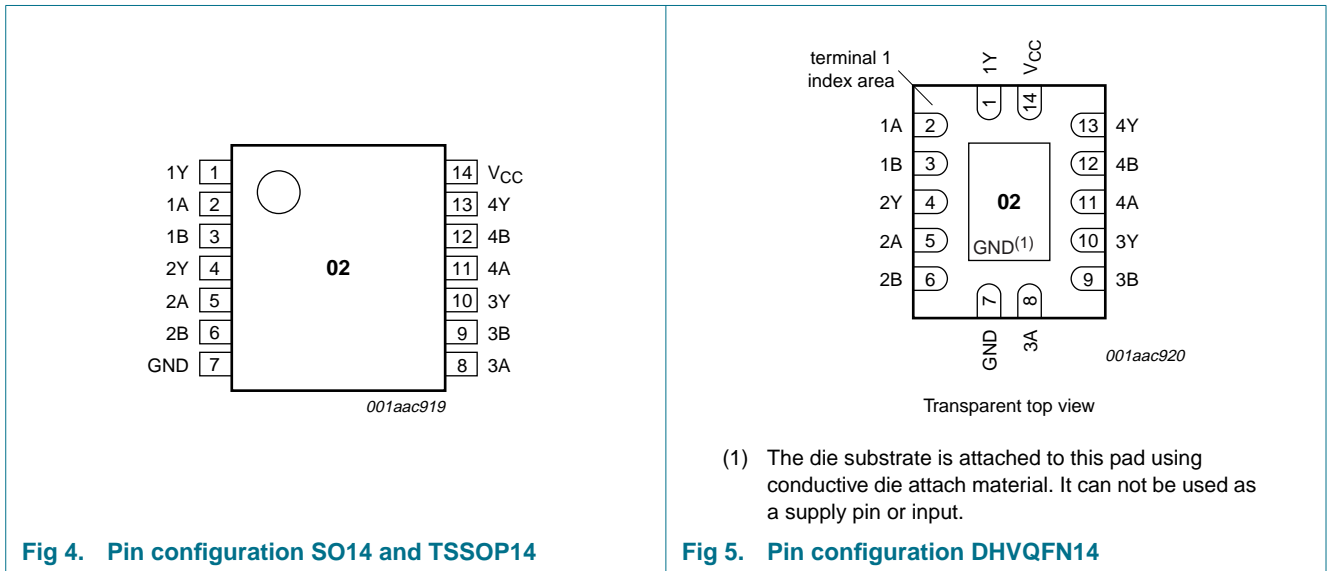 1Y 1
1A 2
1B 3
2Y 4
2A 5
2B 6
GND 7
02
14 VCC
13 4Y
12 4B
11 4A
10 3Y
9 3B
8 3A
001aac919
Fig 4. Pin configuration SO14 and TSSOP14
terminal 1
index area
1Y
VCC
1
14
1A 2
1B 3
2Y 4
2A 5
2B 6
02
GND(1)
13 4Y
12 4B
11 4A
10 3Y
9 3B
7
8
GND
3A
001aac920
Transparent top view
(1) The die substrate is attached to this pad using
conductive die attach material. It can not be used as
a supply pin or input.
Fig 5. Pin configuration DHVQFN14